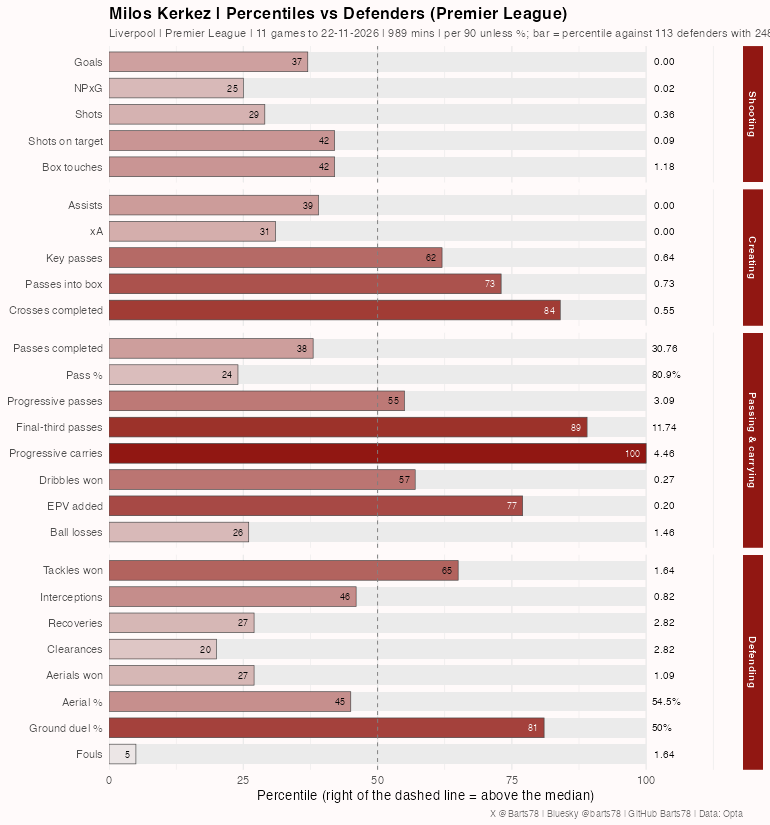 Milos Kerkez | Percentiles vs Defenders (Premier League)
Liverpool | Premier League | 11 games to 22-11-2026 | 989 mins | per 90 unless %; bar = percentile against 113 defenders with 248
Goals 37 0.00
NPxG 25 0.02
Shots 29 0.36
Shots on target 42 0.09
Box touches 42 1.18
Shooting
Assists 39 0.00
xA 31 0.00
Key passes 62 0.64
Passes into box 73 0.73
Crosses completed 84 0.55
Creating
Passes completed 38 30.76
Pass % 24 80.9%
Progressive passes 55 3.09
Final-third passes 89 11.74
Progressive carries 100 4.46
Dribbles won 57 0.27
EPV added 77 0.20
Ball losses 26 1.46
Passing & carrying
Tackles won 65 1.64
Interceptions 46 0.82
Recoveries 27 2.82
Clearances 20 2.82
Aerials won 27 1.09
Aerial % 45 54.5%
Ground duel % 81 50%
Fouls 5 1.64
Defending
0 25 50 75 100
Percentile (right of the dashed line = above the median)
X @Barts78 | Bluesky @barts78 | GitHub Barts78 | Data: Opta